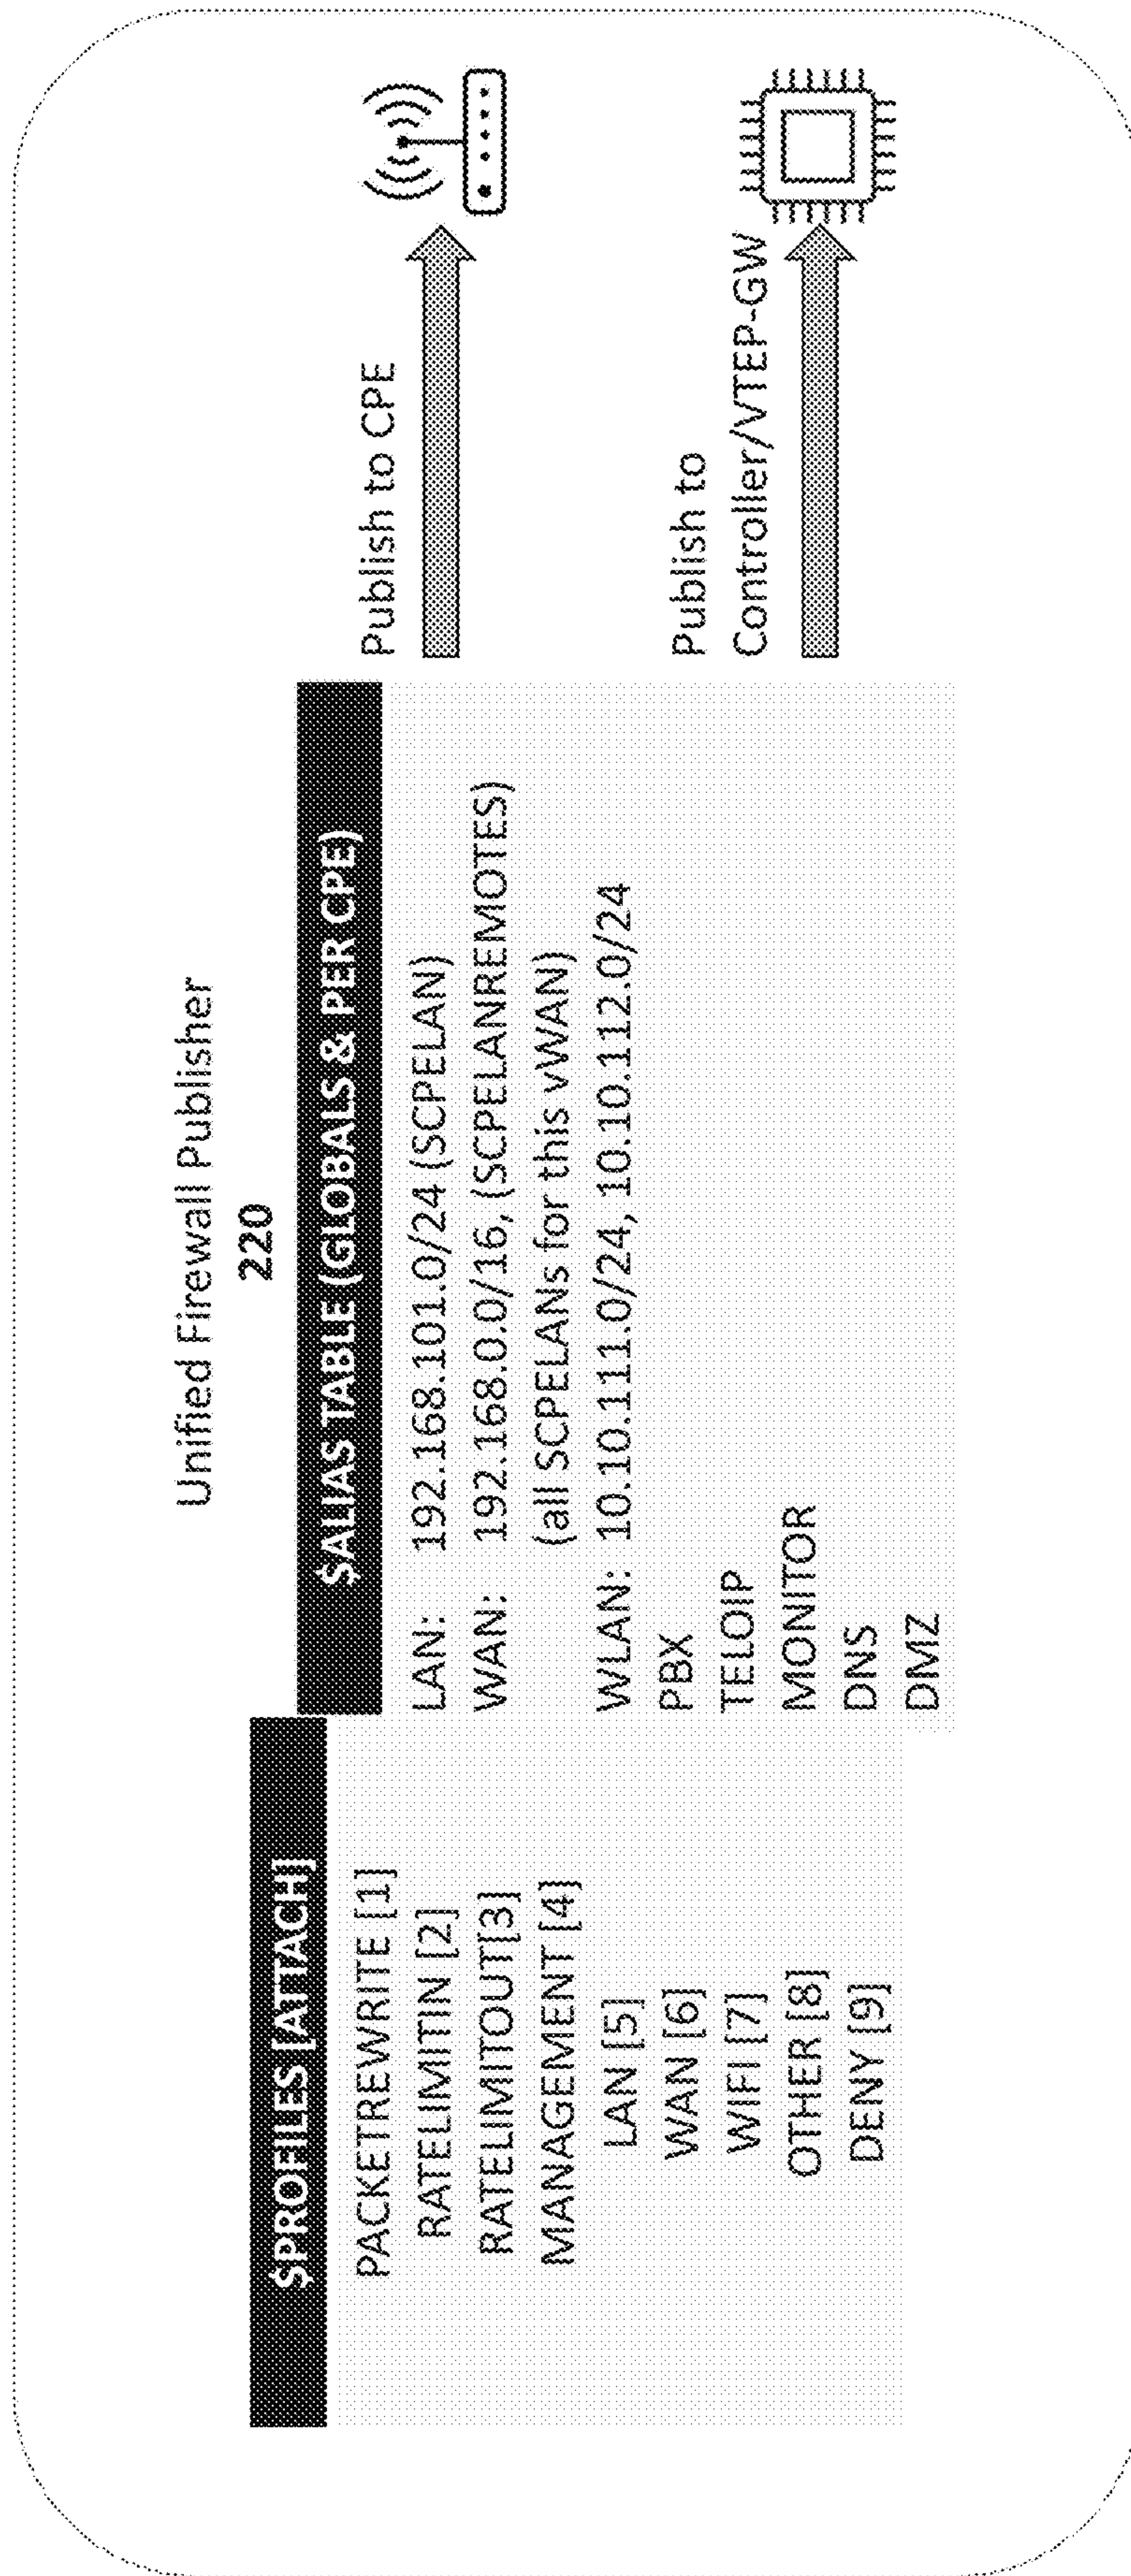 Unified Firewall Publisher
220
$PROFILES [ATTACH]
PACKETREWRITE [1]
RATELIMITIN [2]
RATELIMITOUT[3]
MANAGEMENT [4]
LAN [5]
WAN [6]
WIFI [7]
OTHER [8]
DENY [9]
$ALIAS TABLE (GLOBALS & PER CPE)
LAN: 192.168.101.0/24 (SCPELAN)
WAN: 192.168.0.0/16, (SCPELANREMOTES)
(all SCPELANs for this vWAN)
WLAN: 10.10.111.0/24, 10.10.112.0/24
PBX
TELOIP
MONITOR
DNS
DMZ
Publish to CPE
Publish to
Controller/VTEP-GW